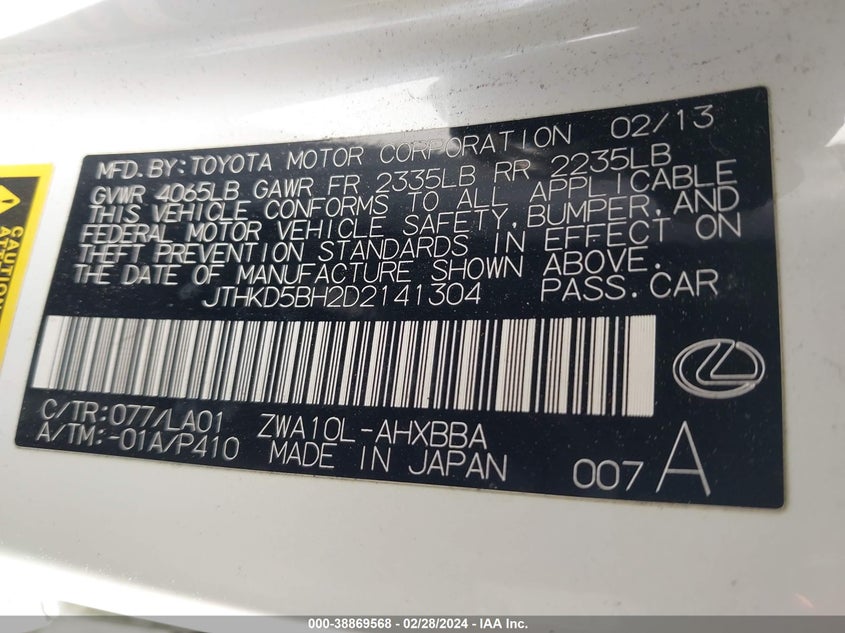 MFD. BY: TOYOTA MOTOR CORPORATION 02/13
GVWR 4065LB GAWR FR 2335LB RR 2235LB
THIS VEHICLE CONFORMS TO ALL APPLICABLE
FEDERAL MOTOR VEHICLE SAFETY, BUMPER, AND
THEFT PREVENTION STANDARDS IN EFFECT ON
THE DATE OF MANUFACTURE SHOWN ABOVE.
JTHKD5BH2D2141304 PASS. CAR
C/TR: 077/LA01 ZWA10L-AHXBBA
A/TM: -01A/P410 MADE IN JAPAN 007 A
CAUTION
000-38869568 - 02/28/2024 - IAA Inc.